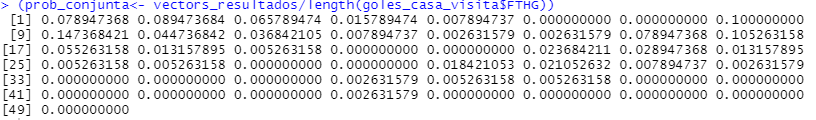 > (prob_conjunta<- vectors_resultados/length(goles_casa_visita$FTHG))
[1] 0.078947368 0.089473684 0.065789474 0.015789474 0.007894737 0.000000000 0.000000000 0.100000000
[9] 0.147368421 0.044736842 0.036842105 0.007894737 0.002631579 0.002631579 0.078947368 0.105263158
[17] 0.055263158 0.013157895 0.005263158 0.000000000 0.000000000 0.023684211 0.028947368 0.013157895
[25] 0.005263158 0.005263158 0.000000000 0.000000000 0.018421053 0.021052632 0.007894737 0.002631579
[33] 0.000000000 0.000000000 0.000000000 0.002631579 0.005263158 0.005263158 0.000000000 0.000000000
[41] 0.000000000 0.000000000 0.000000000 0.002631579 0.000000000 0.000000000 0.000000000 0.000000000
[49] 0.000000000